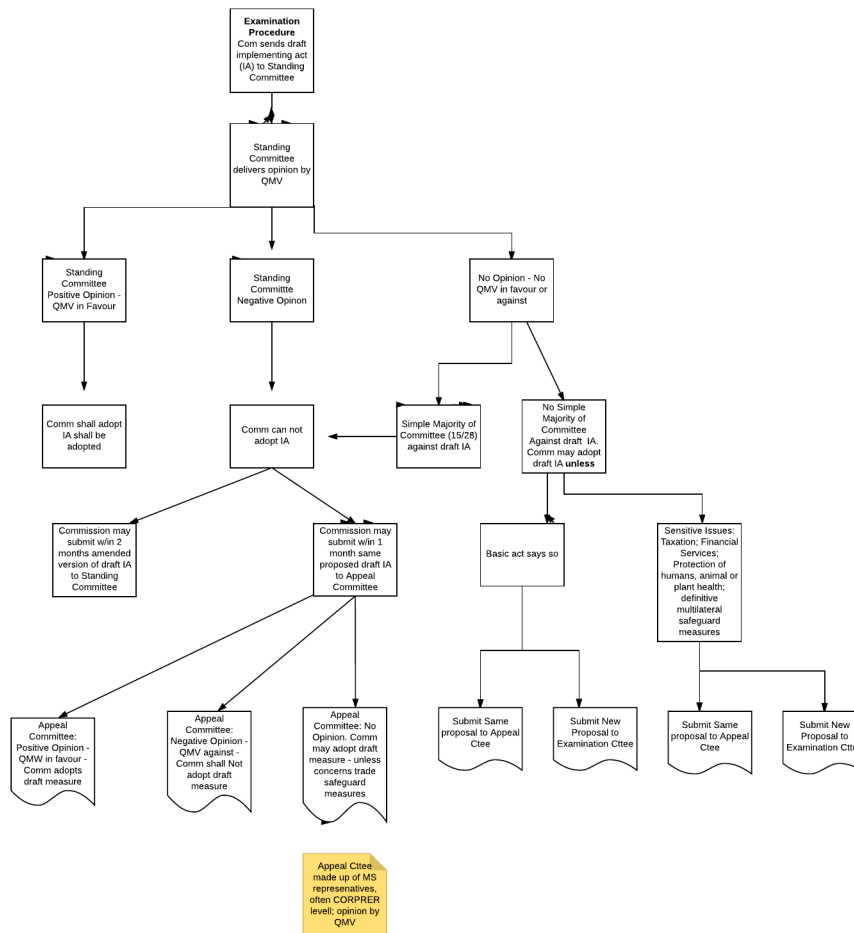 Examination
Procedure
Com sends draft
implementing act
(IA) to Standing
Committee
Standing
Committee
delivers opinion by
QMV
Standing
Committee
Positive Opinion -
QMV in Favour
Standing
Committte
Negative Opinon
No Opinion - No
QMV in favour or
against
Comm shall adopt
IA shall be
adopted
Comm can not
adopt IA
Simple Majority of
Committee (15/28)
against draft IA
No Simple
Majority of
Committee
Against draft IA.
Comm may adopt
draft IA unless
Commission may
submit w/in 2
months amended
version of draft IA
to Standing
Committee
Commission may
submit w/in 1
month same
proposed draft IA
to Appeal
Committee
Basic act says so
Sensitive Issues:
Taxation; Financial
Services;
Protection of
humans, animal or
plant health;
definitive
multilateral
safeguard
measures
Appeal
Committee:
Positive Opinion -
QMW in favour -
Comm adopts
draft measure
Appeal
Committee:
Negative Opinion -
QMV against -
Comm shall Not
adopt draft
measure
Appeal
Committee: No
Opinion. Comm
may adopt draft
measure - unless
concerns trade
safeguard
measures
Submit Same
proposal to Appeal
Ctee
Submit New
Proposal to
Examination Cttee
Submit Same
proposal to Appeal
Ctee
Submit New
Proposal to
Examination
Appeal Cttee
made up of MS
represenatives,
often CORPRER
levell; opinion by
QMV